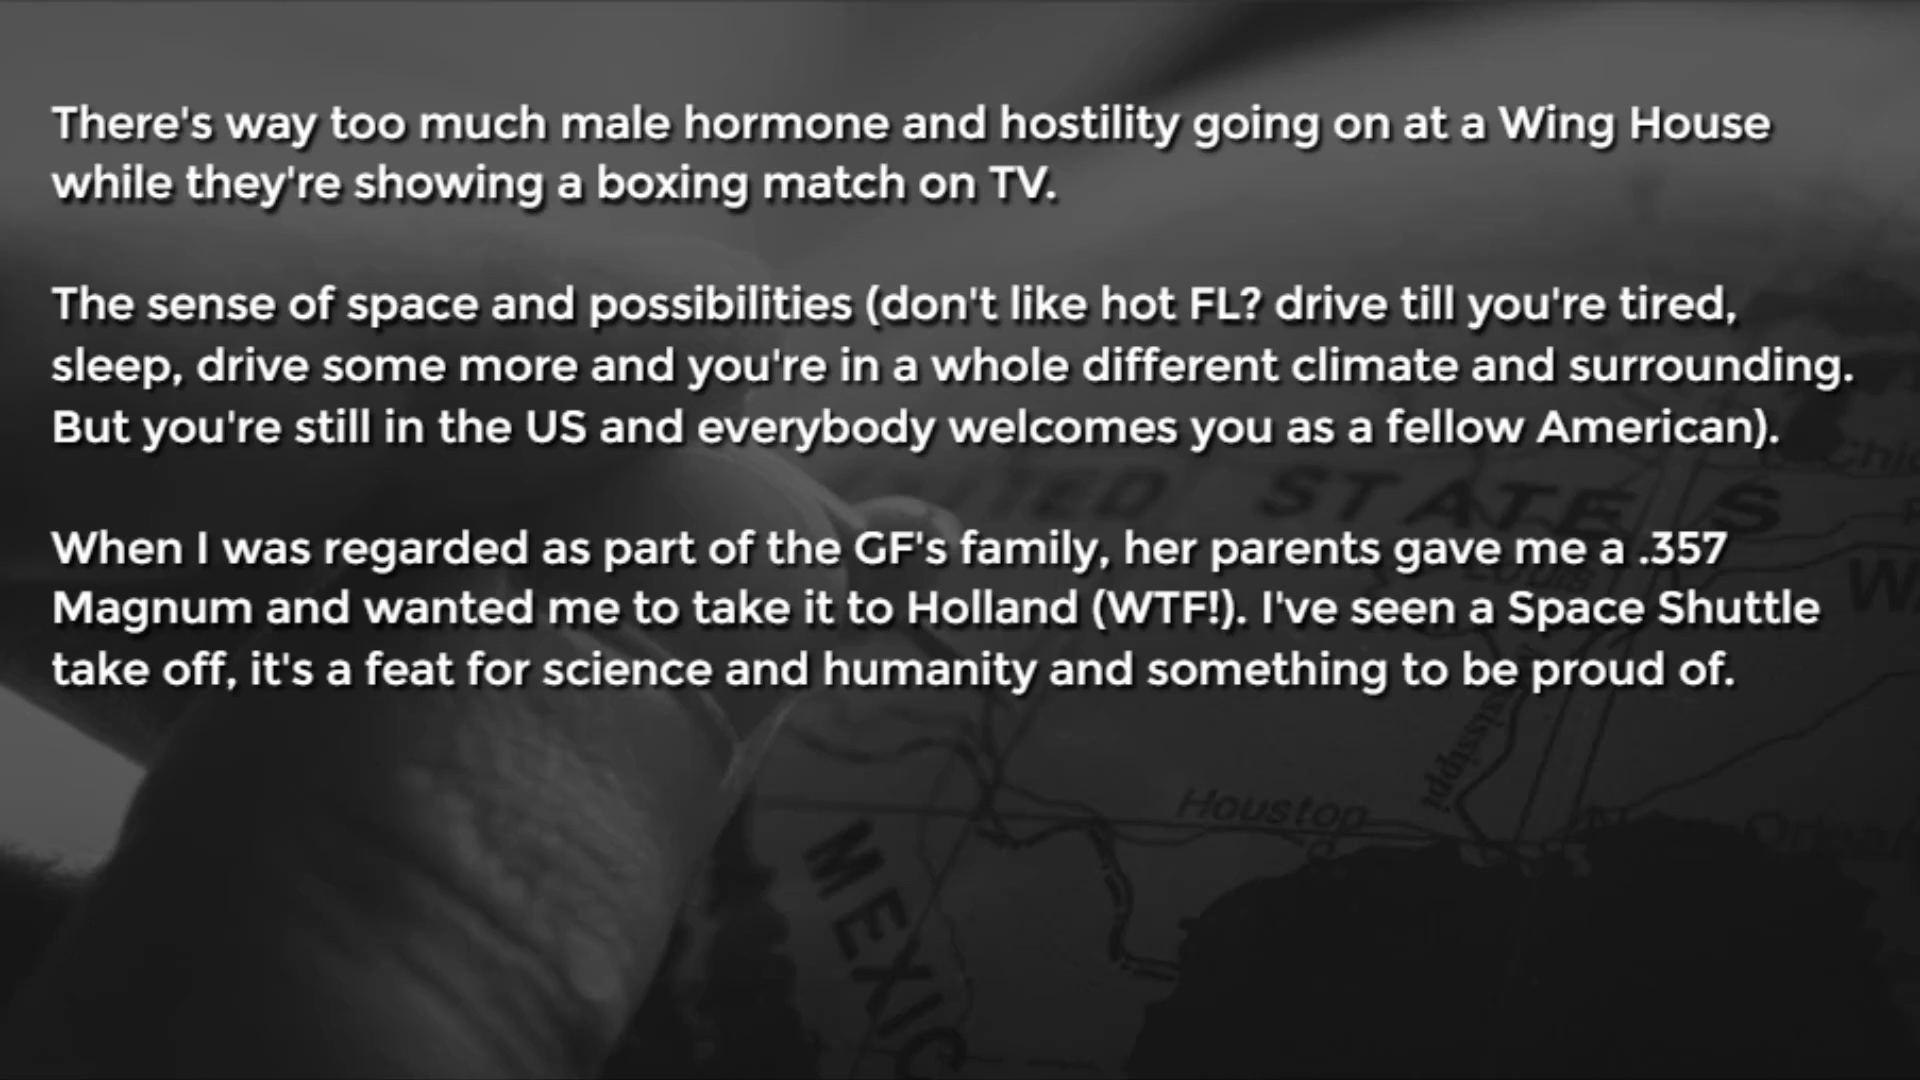 There's way too much male hormone and hostility going on at a Wing House
while they're showing a boxing match on TV.
The sense of space and possibilities (don't like hot FL? drive till you're tired,
sleep, drive some more and you're in a whole different climate and surrounding.
But you're still in the US and everybody welcomes you as a fellow American).
When I was regarded as part of the GF's family, her parents gave me a .357
Magnum and wanted me to take it to Holland (WTF!). I've seen a Space Shuttle
take off, it's a feat for science and humanity and something to be proud of.
STATES
Houston
MEXIC